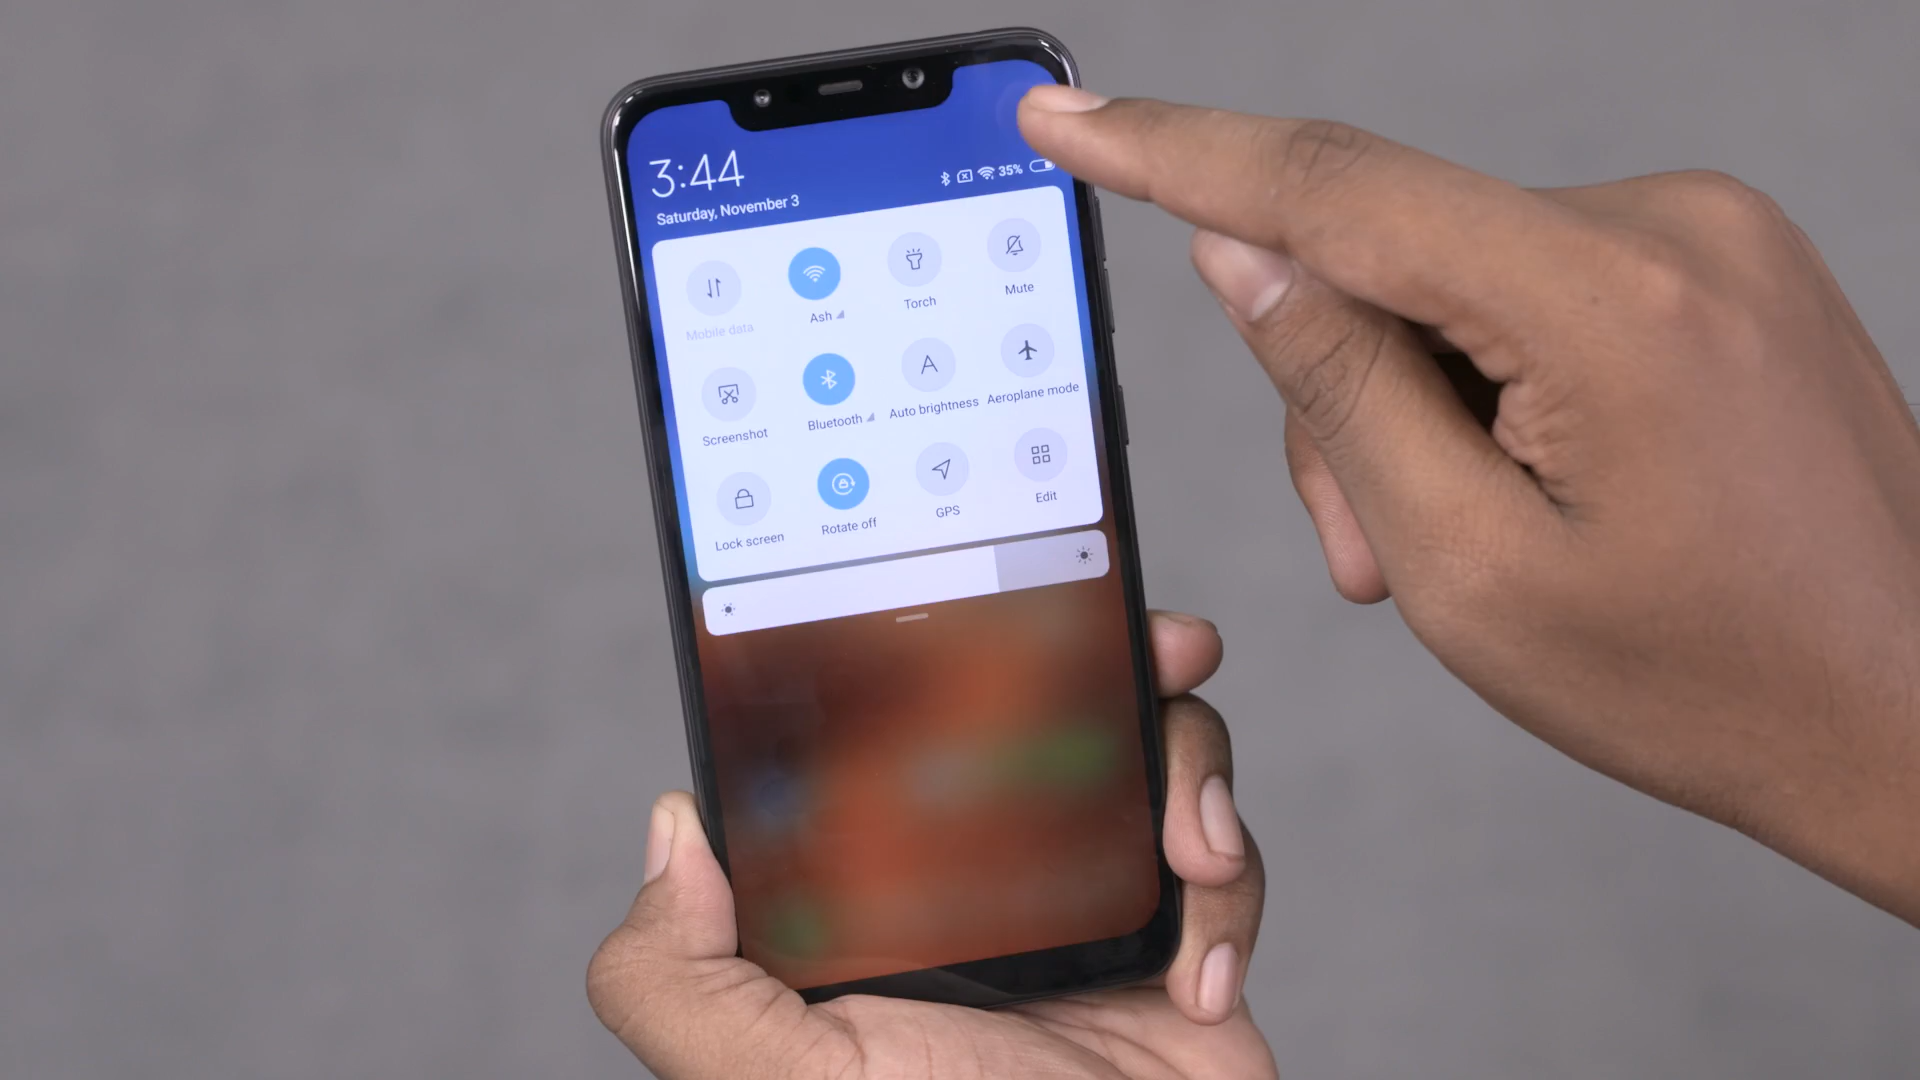 3:44
Saturday, November 3
35%
Mobile data
Ash
Torch
Mute
Screenshot
Bluetooth
A
Auto brightness
Aeroplane mode
Lock screen
Rotate off
GPS
Edit